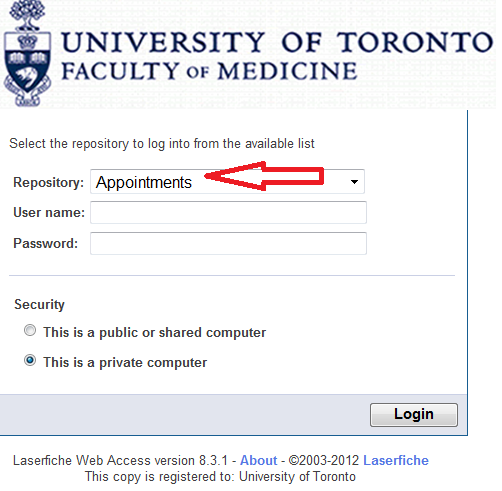 UNIVERSITY OF TORONTO
FACULTY OF MEDICINE
Select the repository to log into from the available list
Repository: Appointments
User name:
Password:
Security
This is a public or shared computer
This is a private computer
Login
Laserfiche Web Access version 8.3.1 - About - ©2003-2012 Laserfiche
This copy is registered to: University of Toronto